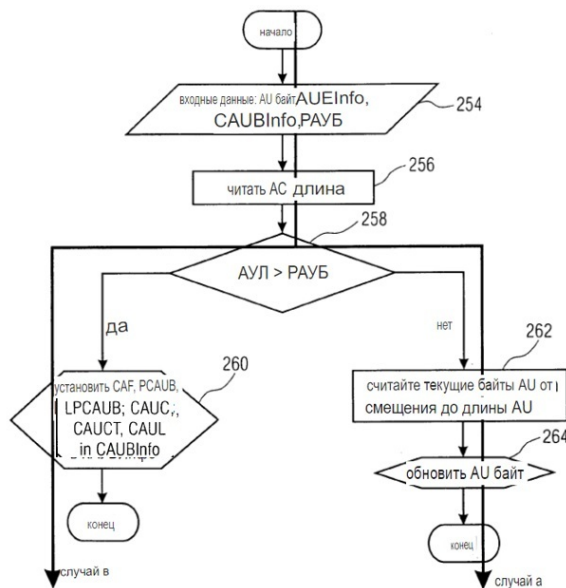 начало
входные данные: AU байт AUEInfo,
CAUBInfo,РАУБ
254
читать АС длина
256
258
АУЛ > РАУБ
да
нет
установить CAF, PCAUB,
LPCAUB; CAUC,
CAUCT, CAUL
in CAUBInfo
260
262
считайте текущие байты AU от
смещения до длины AU
264
обновить AU байт
конец
конец
случай в
случай а